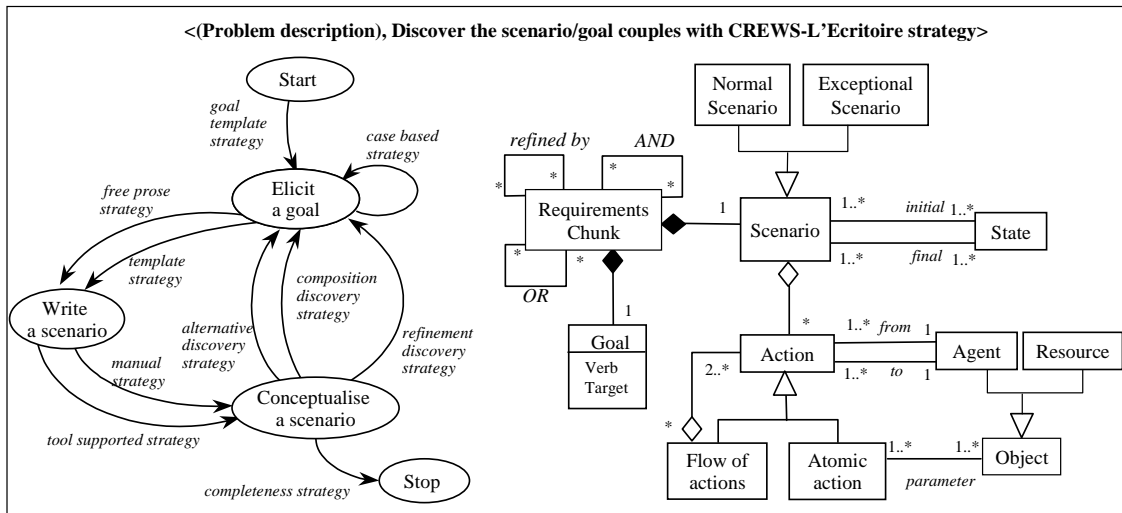 <(Problem description), Discover the scenario/goal couples with CREWS-L'Ecritoire strategy>
Start
goal
template
strategy
case based
strategy
Elicit
a goal
free prose
strategy
template
strategy
Write
a scenario
alternative
discovery
strategy
composition
discovery
strategy
refinement
discovery
strategy
manual
strategy
Conceptualise
a scenario
tool supported strategy
completeness strategy
Stop
Normal
Scenario
Exceptional
Scenario
refined by
AND
*
*
*
*
Requirements
Chunk
1
Scenario
1..*
initial
1..*
State
1..*
final
1..*
*
*
OR
1
Goal
Verb
Target
*
Action
2..*
1..*
from
1
1..*
to
1
Agent
Resource
*
Flow of
actions
Atomic
action
1..*
1..*
parameter
Object